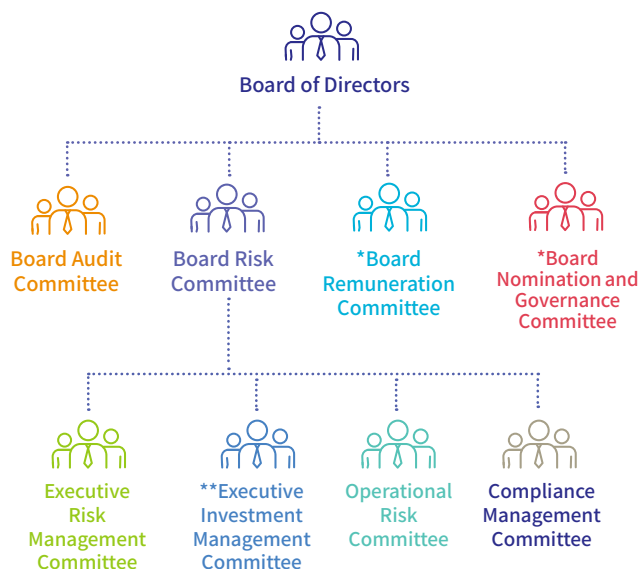 Board of Directors
Board Audit
Committee
Board Risk
Committee
*Board
Remuneration
Committee
*Board
Nomination and
Governance
Committee
Executive
Risk
Management
Committee
**Executive
Investment
Management
Committee
Operational
Risk
Committee
Compliance
Management
Committee